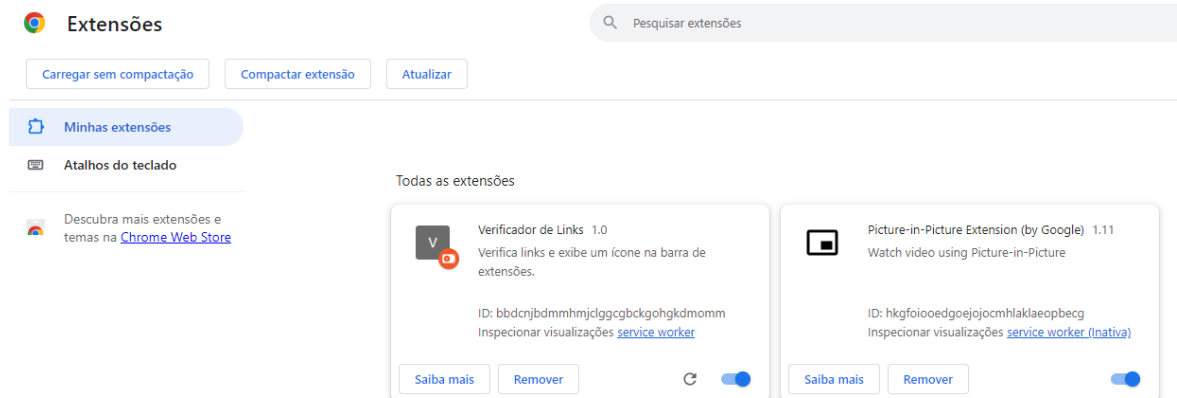 Extensões
Pesquisar extensões
Carregar sem compactação
Compactar extensão
Atualizar
Minhas extensões
Atalhos do teclado
Descubra mais extensões e
temas na Chrome Web Store
Todas as extensões
V
Verificador de Links 1.0
Verifica links e exibe um ícone na barra de
extensões.
ID: bbdcnjbdmmhmjclggcgbckgohgkdmomm
Inspecionar visualizações service worker
Saiba mais
Remover
Picture-in-Picture Extension (by Google) 1.11
Watch video using Picture-in-Picture
ID: hkgfoiooedgoejojocmhlaklaeopbecg
Inspecionar visualizações service worker (Inativa)
Saiba mais
Remover